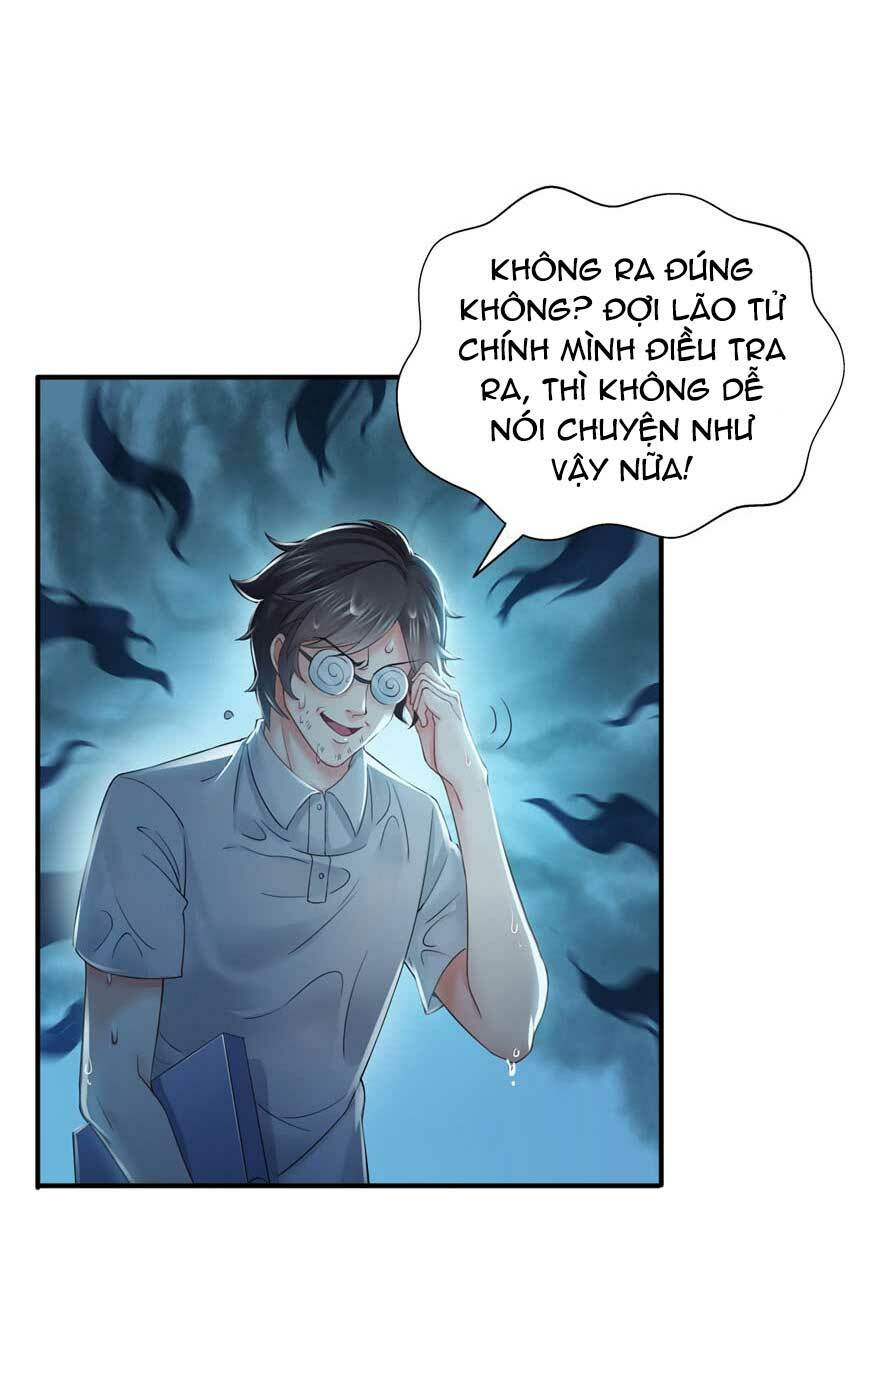 KHÔNG RA ĐÚNG
KHÔNG? ĐỢI LÃO TỬ
CHÍNH MÌNH ĐIỀU TRA
RA, THÌ KHÔNG DỄ
NÓI CHUYỆN NHƯ
VẬY NỮA!